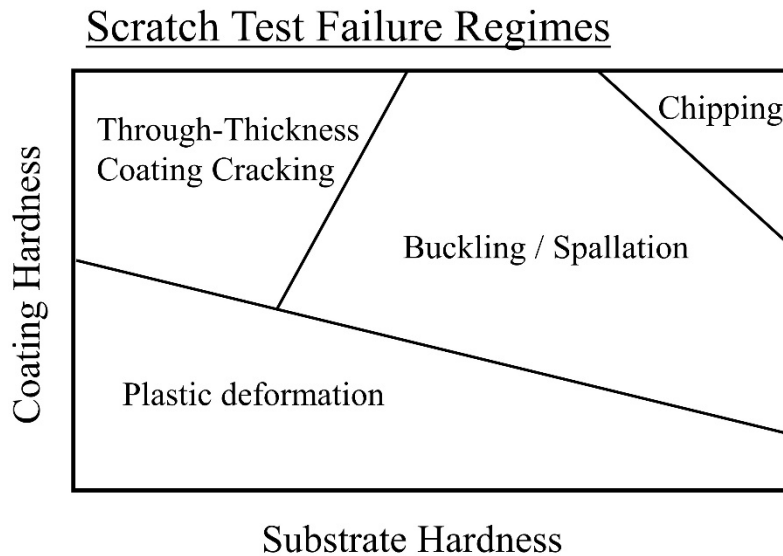 Scratch Test Failure Regimes
Through-Thickness
Coating Cracking
Chipping
Buckling / Spallation
Plastic deformation
Coating Hardness
Substrate Hardness